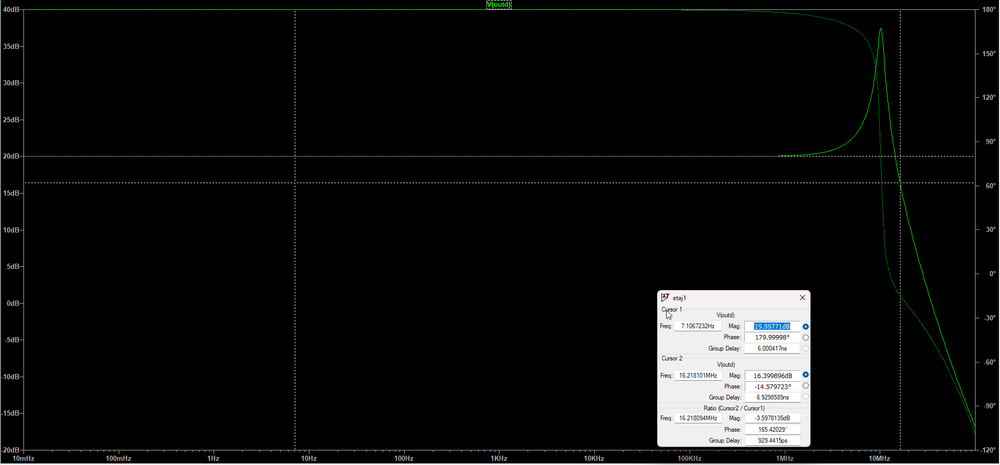 V(outd)
40dB
35dB
30dB
25dB
20dB
15dB
10dB
5dB
0dB
-5dB
-10dB
-15dB
-20dB
180°
150°
120°
90°
60°
30°
0°
-30°
-60°
-90°
-120°
10mHz 100mHz 1Hz 10Hz 100Hz 1KHz 10KHz 100KHz 1MHz 10MHz
etaj1
Cursor 1
V(outd)
Freq: 7.1067232Hz Mag: 19.99771dB
Phase: 179.99998°
Group Delay: 6.000417ns
Cursor 2
V(outd)
Freq: 16.218101MHz Mag: 16.399896dB
Phase: -14.579723°
Group Delay: 6.9298585ns
Ratio (Cursor2 / Cursor1)
Freq: 16.218094MHz Mag: -3.5978135dB
Phase: 165.42029°
Group Delay: 929.4415ps